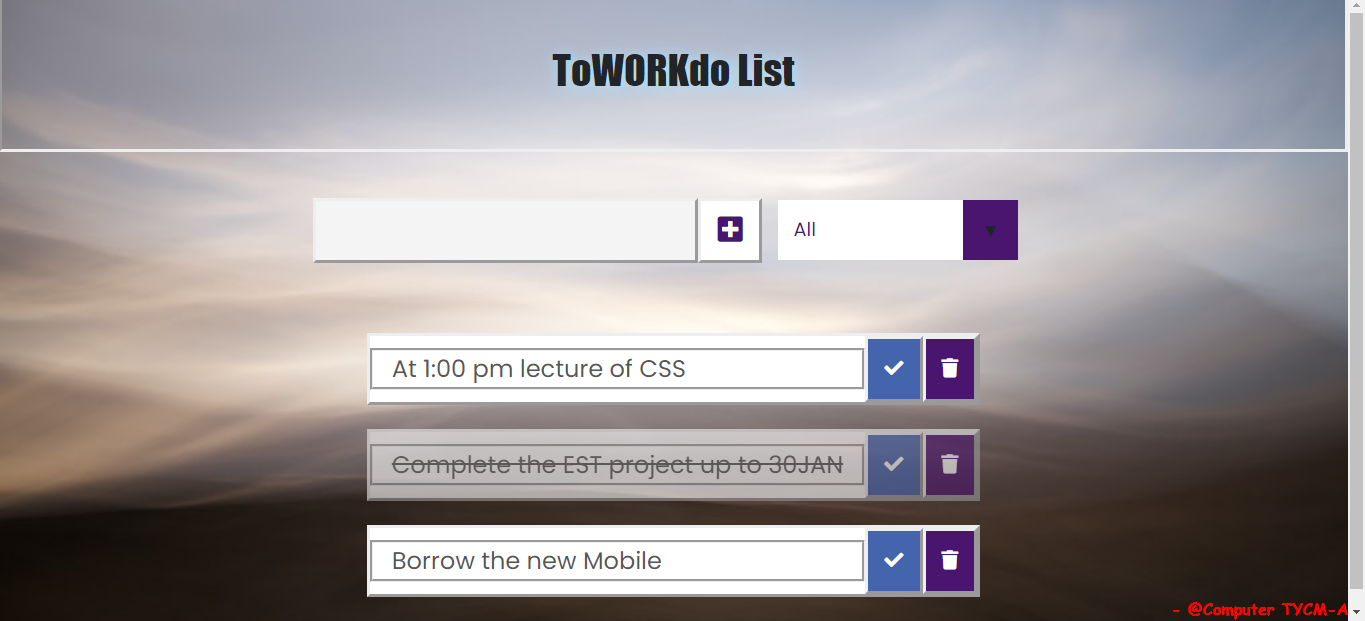 ToWORKdo List
All
At 1:00 pm lecture of CSS
Complete the EST project up to 30JAN
Borrow the new Mobile
- @Computer TYCM-A